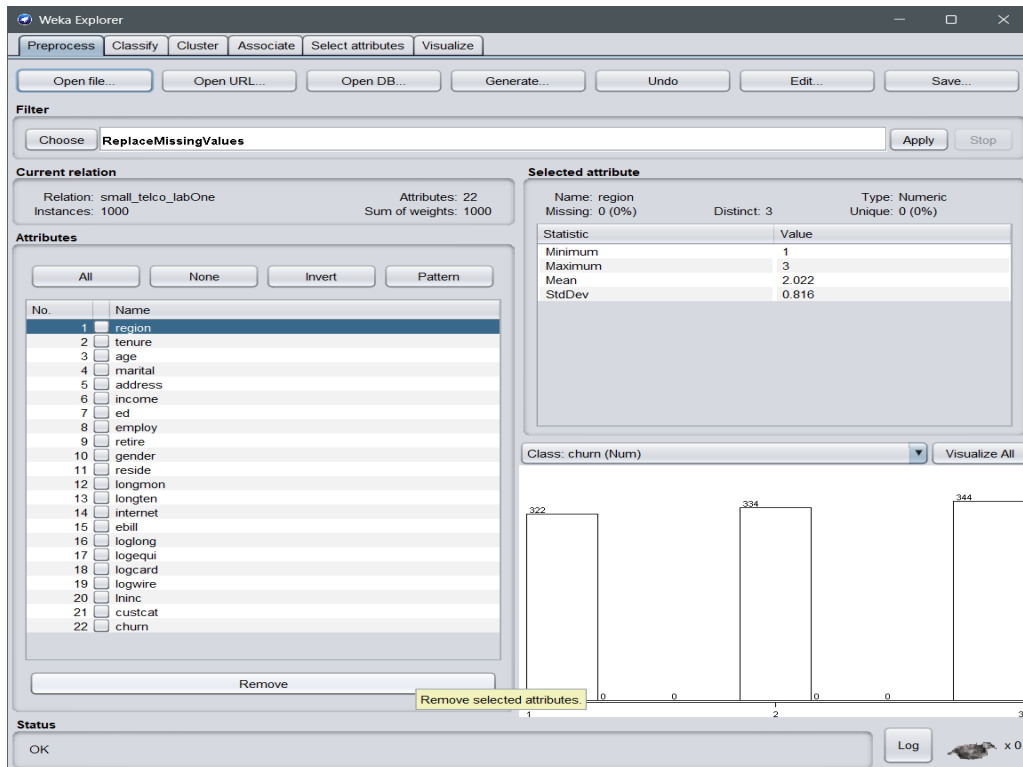 Weka Explorer
Preprocess Classify Cluster Associate Select attributes Visualize
Open file... Open URL... Open DB... Generate... Undo Edit... Save...
Filter
Choose ReplaceMissingValues Apply Stop
Current relation
Relation: small_telco_labOne Attributes: 22
Instances: 1000 Sum of weights: 1000
Attributes
All None Invert Pattern
No. Name
1 region
2 tenure
3 age
4 marital
5 address
6 income
7 ed
8 employ
9 retire
10 gender
11 reside
12 longmon
13 longten
14 internet
15 ebill
16 loglong
17 logequi
18 logcard
19 logwire
20 lninc
21 custcat
22 churn
Remove
Remove selected attributes.
Selected attribute
Name: region Type: Numeric
Missing: 0 (0%) Distinct: 3 Unique: 0 (0%)
Statistic Value
Minimum 1
Maximum 3
Mean 2.022
StdDev 0.816
Class: churn (Num) Visualize All
322 334 344
0 0 0 0
1 2 3
Status
OK Log x 0